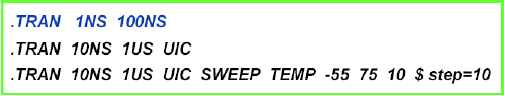 .TRAN 1NS 100NS
.TRAN 10NS 1US UIC
.TRAN 10NS 1US UIC SWEEP TEMP -55 75 10 $ step=10